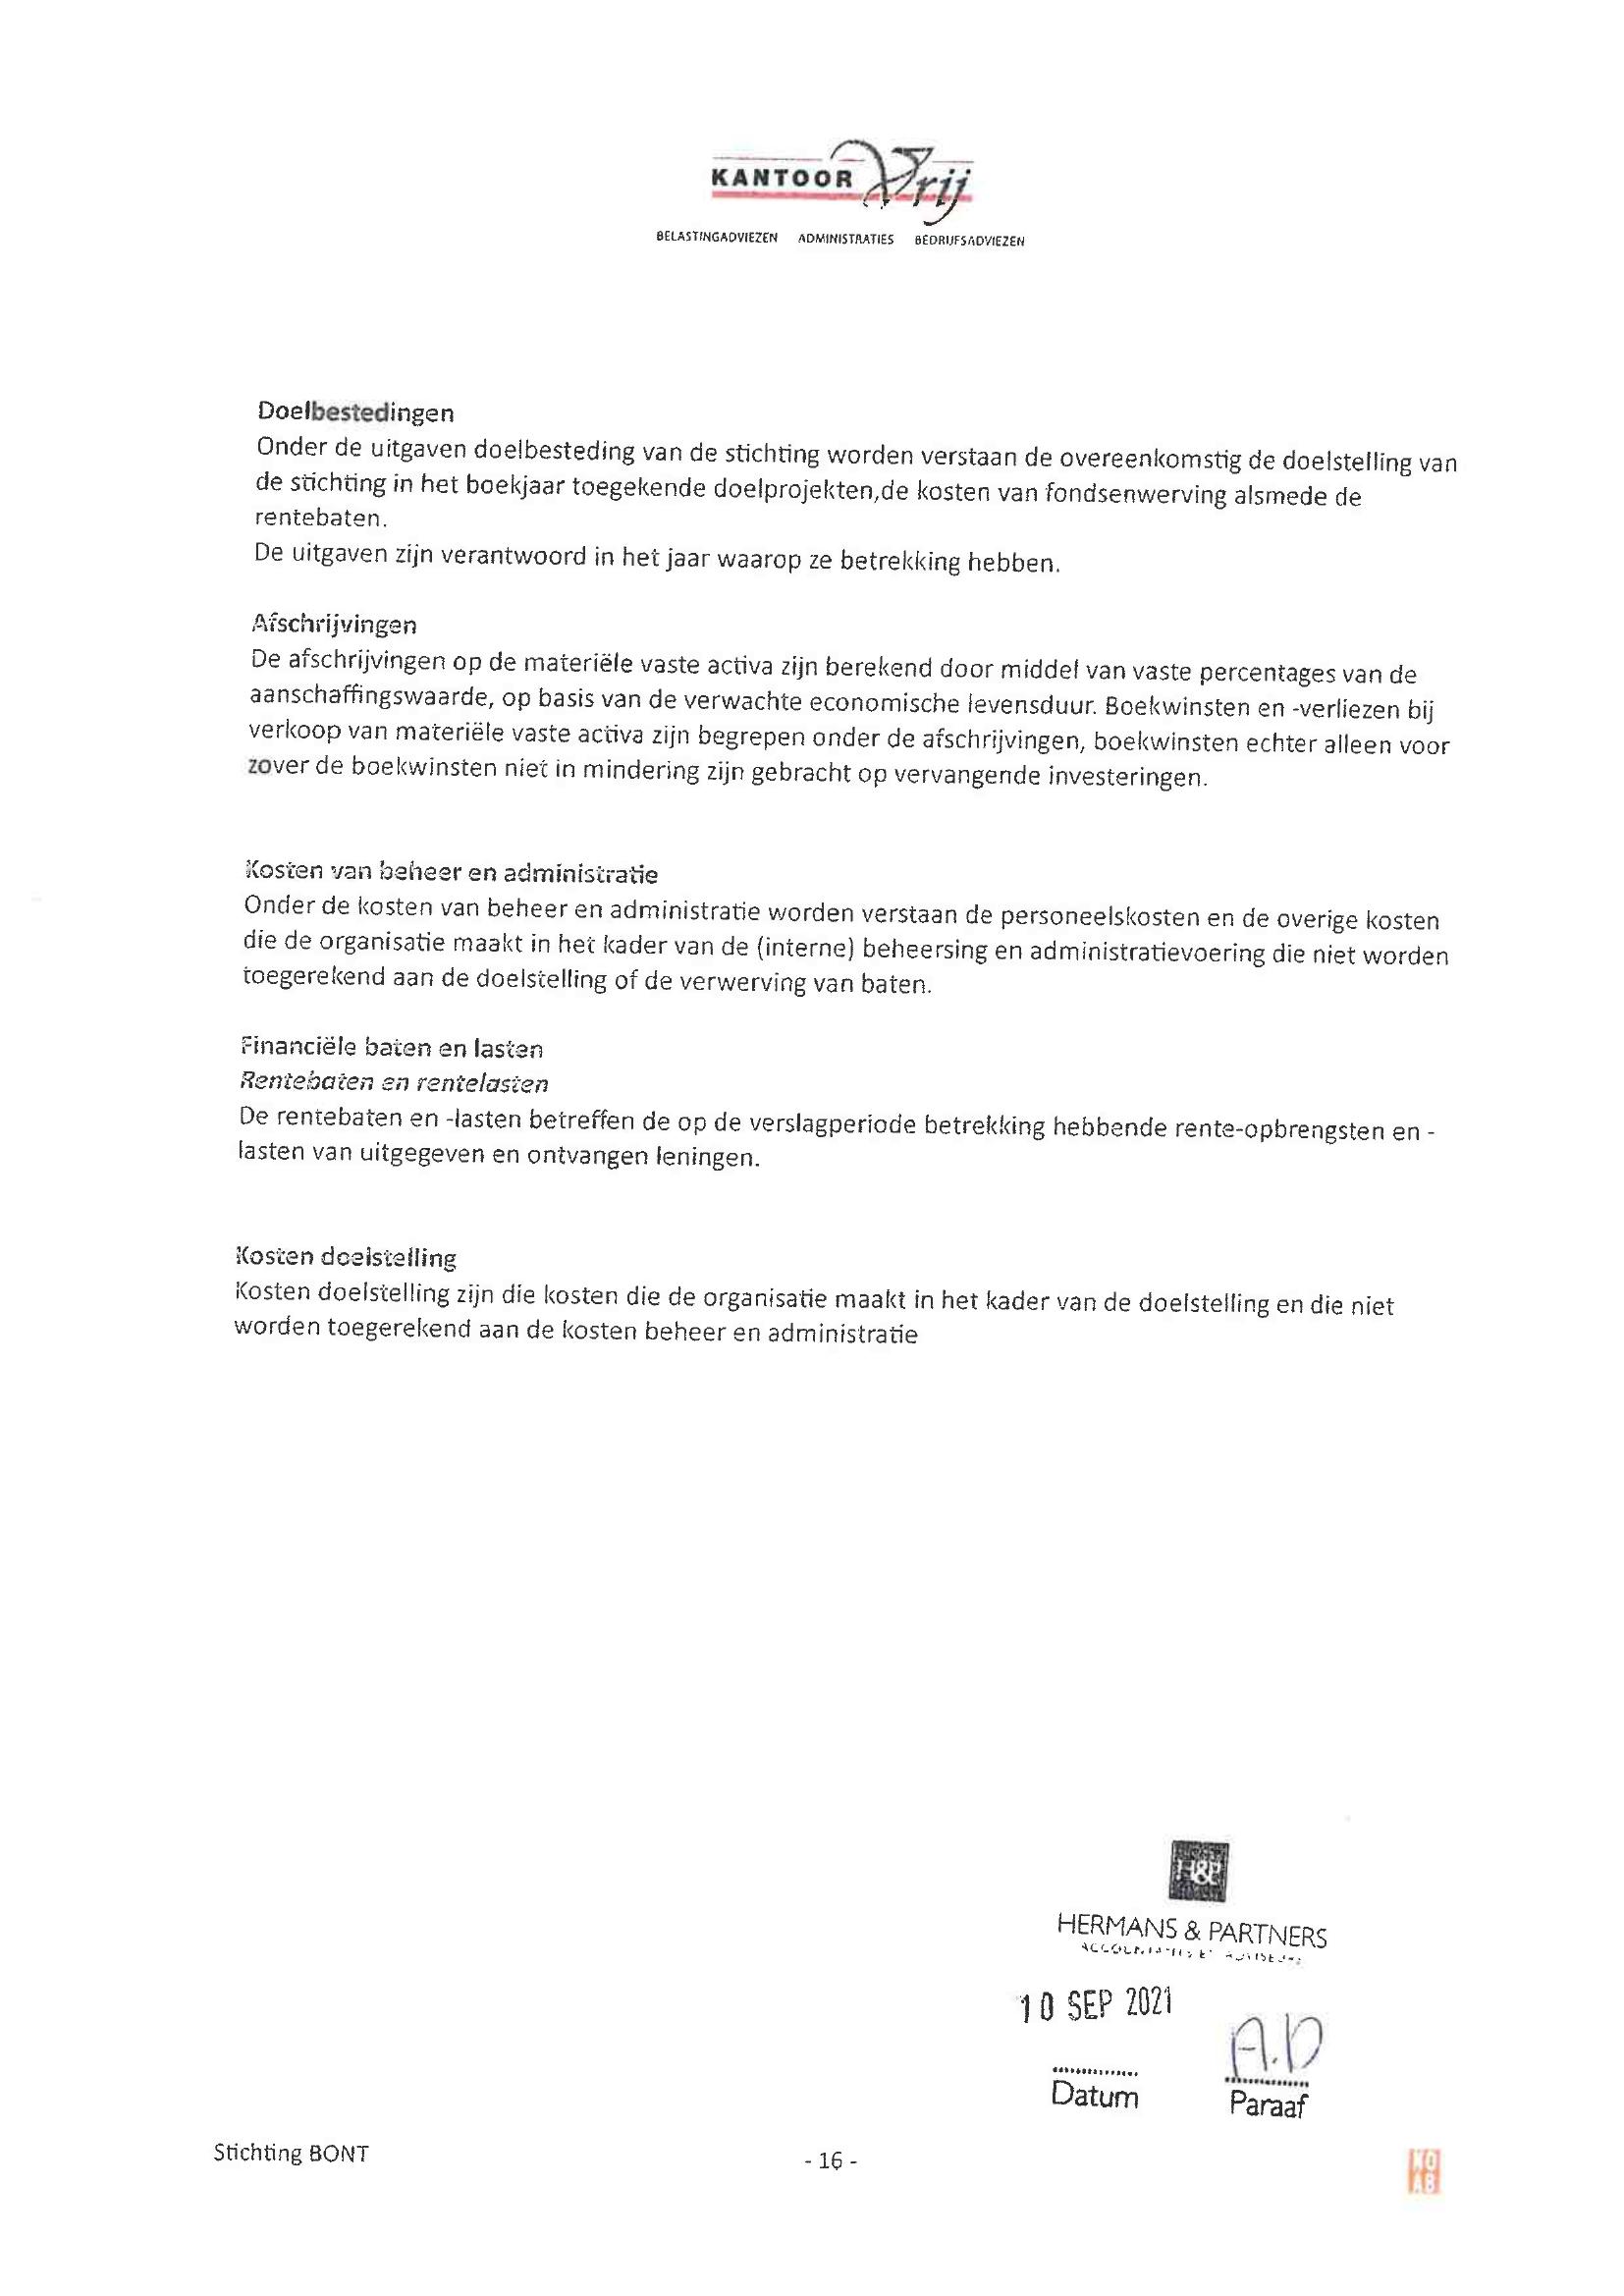 KANTOOR Vrij
BELASTINGADVIEZEN ADMINISTRATIES BEDRIJFSADVIEZEN
Doelbestedingen
Onder de uitgaven doelbesteding van de stichting worden verstaan de overeenkomstig de doelstelling van
de stichting in het boekjaar toegekende doelprojekten,de kosten van fondsenwerving alsmede de
rentebaten.
De uitgaven zijn verantwoord in het jaar waarop ze betrekking hebben.
Afschrijvingen
De afschrijvingen op de materiële vaste activa zijn berekend door middel van vaste percentages van de
aanschaffingswaarde, op basis van de verwachte economische levensduur. Boekwinsten en -verliezen bij
verkoop van materiële vaste activa zijn begrepen onder de afschrijvingen, boekwinsten echter alleen voor
zover de boekwinsten niet in mindering zijn gebracht op vervangende investeringen.
Kosten van beheer en administratie
Onder de kosten van beheer en administratie worden verstaan de personeelskosten en de overige kosten
die de organisatie maakt in het kader van de (interne) beheersing en administratievoering die niet worden
toegerekend aan de doelstelling of de verwerving van baten.
Financiële baten en lasten
Rentebaten en rentelasten
De rentebaten en -lasten betreffen de op de verslagperiode betrekking hebbende rente-opbrengsten en -
lasten van uitgegeven en ontvangen leningen.
Kosten doelstelling
Kosten doelstelling zijn die kosten die de organisatie maakt in het kader van de doelstelling en die niet
worden toegerekend aan de kosten beheer en administratie
H&P
HERMANS & PARTNERS
10 SEP 2021
A.D
Datum Paraaf
Stichting BONT - 16 -
NO
AB